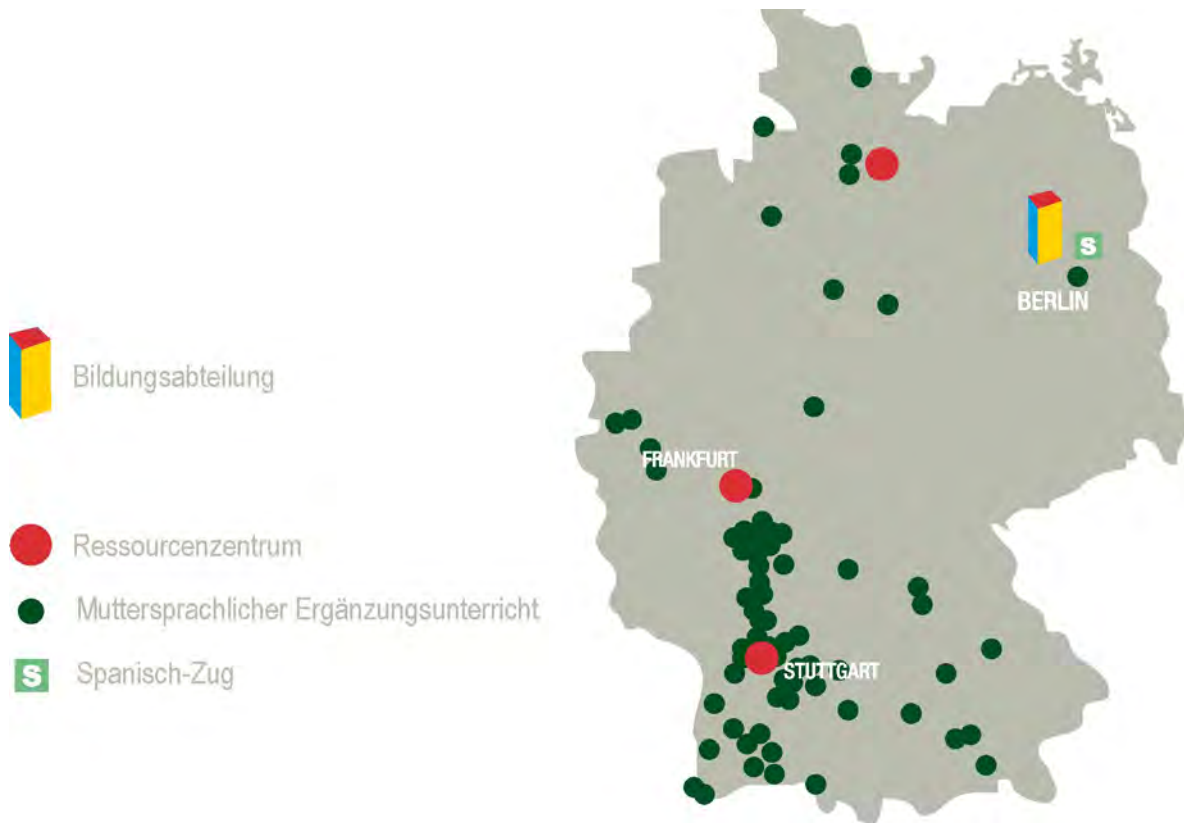 S
BERLIN
Bildungsabteilung
FRANKFURT
Ressourcenzentrum
Muttersprachlicher Ergänzungsunterricht
STUTTGART
S
Spanisch-Zug